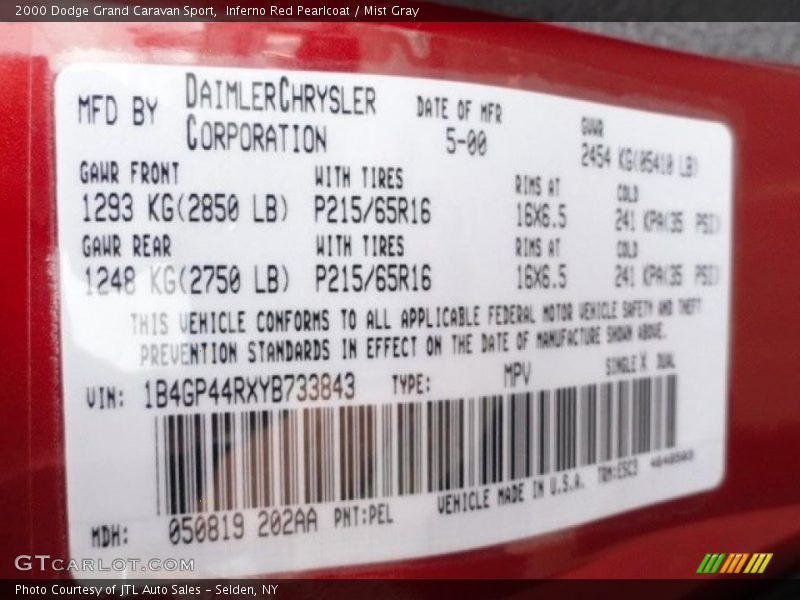 2000 Dodge Grand Caravan Sport,  Inferno Red Pearlcoat / Mist Gray
MFD BY DAIMLERCHRYSLER CORPORATION
DATE OF MFR 5-00
GVWR 2454 KG(05410 LB)
GAWR FRONT WITH TIRES RIMS AT COLD
1293 KG(2850 LB) P215/65R16 16X6.5 241 KPA(35 PSI)
GAWR REAR WITH TIRES RIMS AT COLD
1248 KG(2750 LB) P215/65R16 16X6.5 241 KPA(35 PSI)
THIS VEHICLE CONFORMS TO ALL APPLICABLE FEDERAL MOTOR VEHICLE SAFETY AND THEFT
PREVENTION STANDARDS IN EFFECT ON THE DATE OF MANUFACTURE SHOWN ABOVE.
VIN: 1B4GP44RXYB733843 TYPE: MPV SINGLE X DUAL
MDH: 050819 202AA PNT:PEL VEHICLE MADE IN U.S.A. TRM:E5C3
GTCARLOT.COM
Photo Courtesy of JTL Auto Sales – Selden, NY